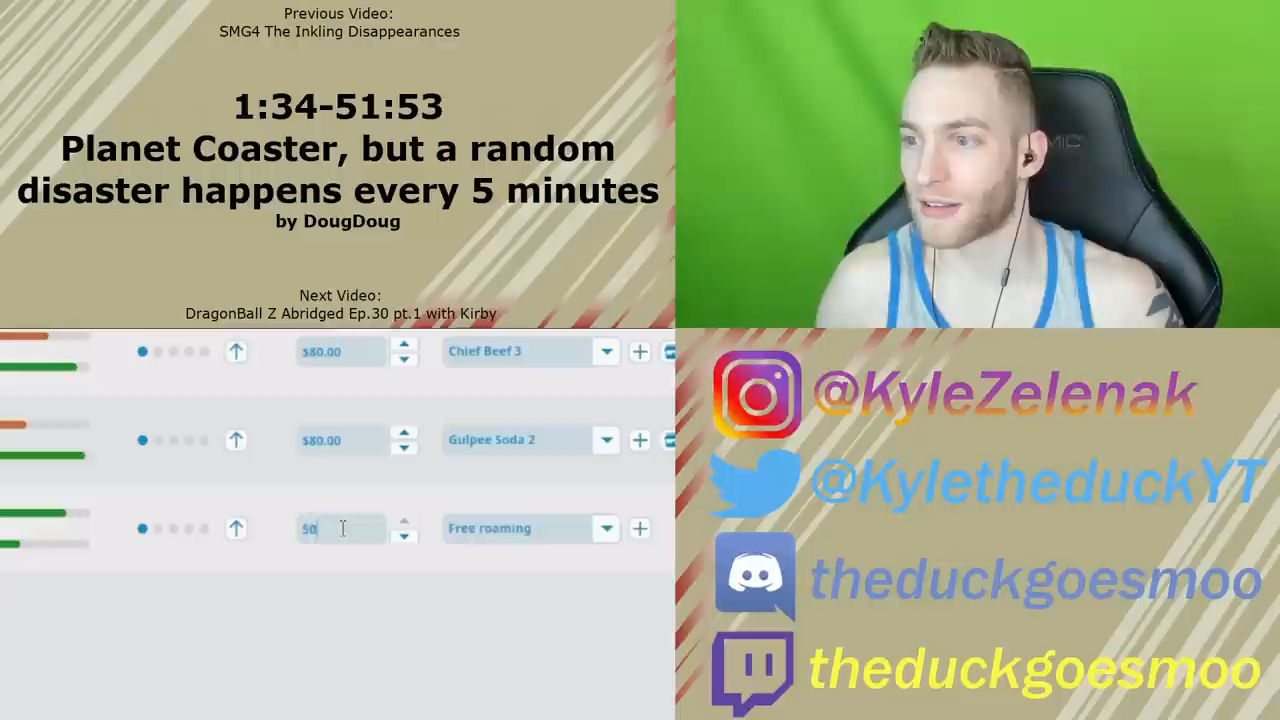 Previous Video:
SMG4 The Inkling Disappearances
1:34-51:53
Planet Coaster, but a random
disaster happens every 5 minutes
by DougDoug
Next Video:
DragonBall Z Abridged Ep.30 pt.1 with Kirby
$80.00 Chief Beef 3
$80.00 Gulpee Soda 2
50 Free roaming
@KyleZelenak
@KyletheduckYT
theduckgoesmoo
theduckgoesmoo